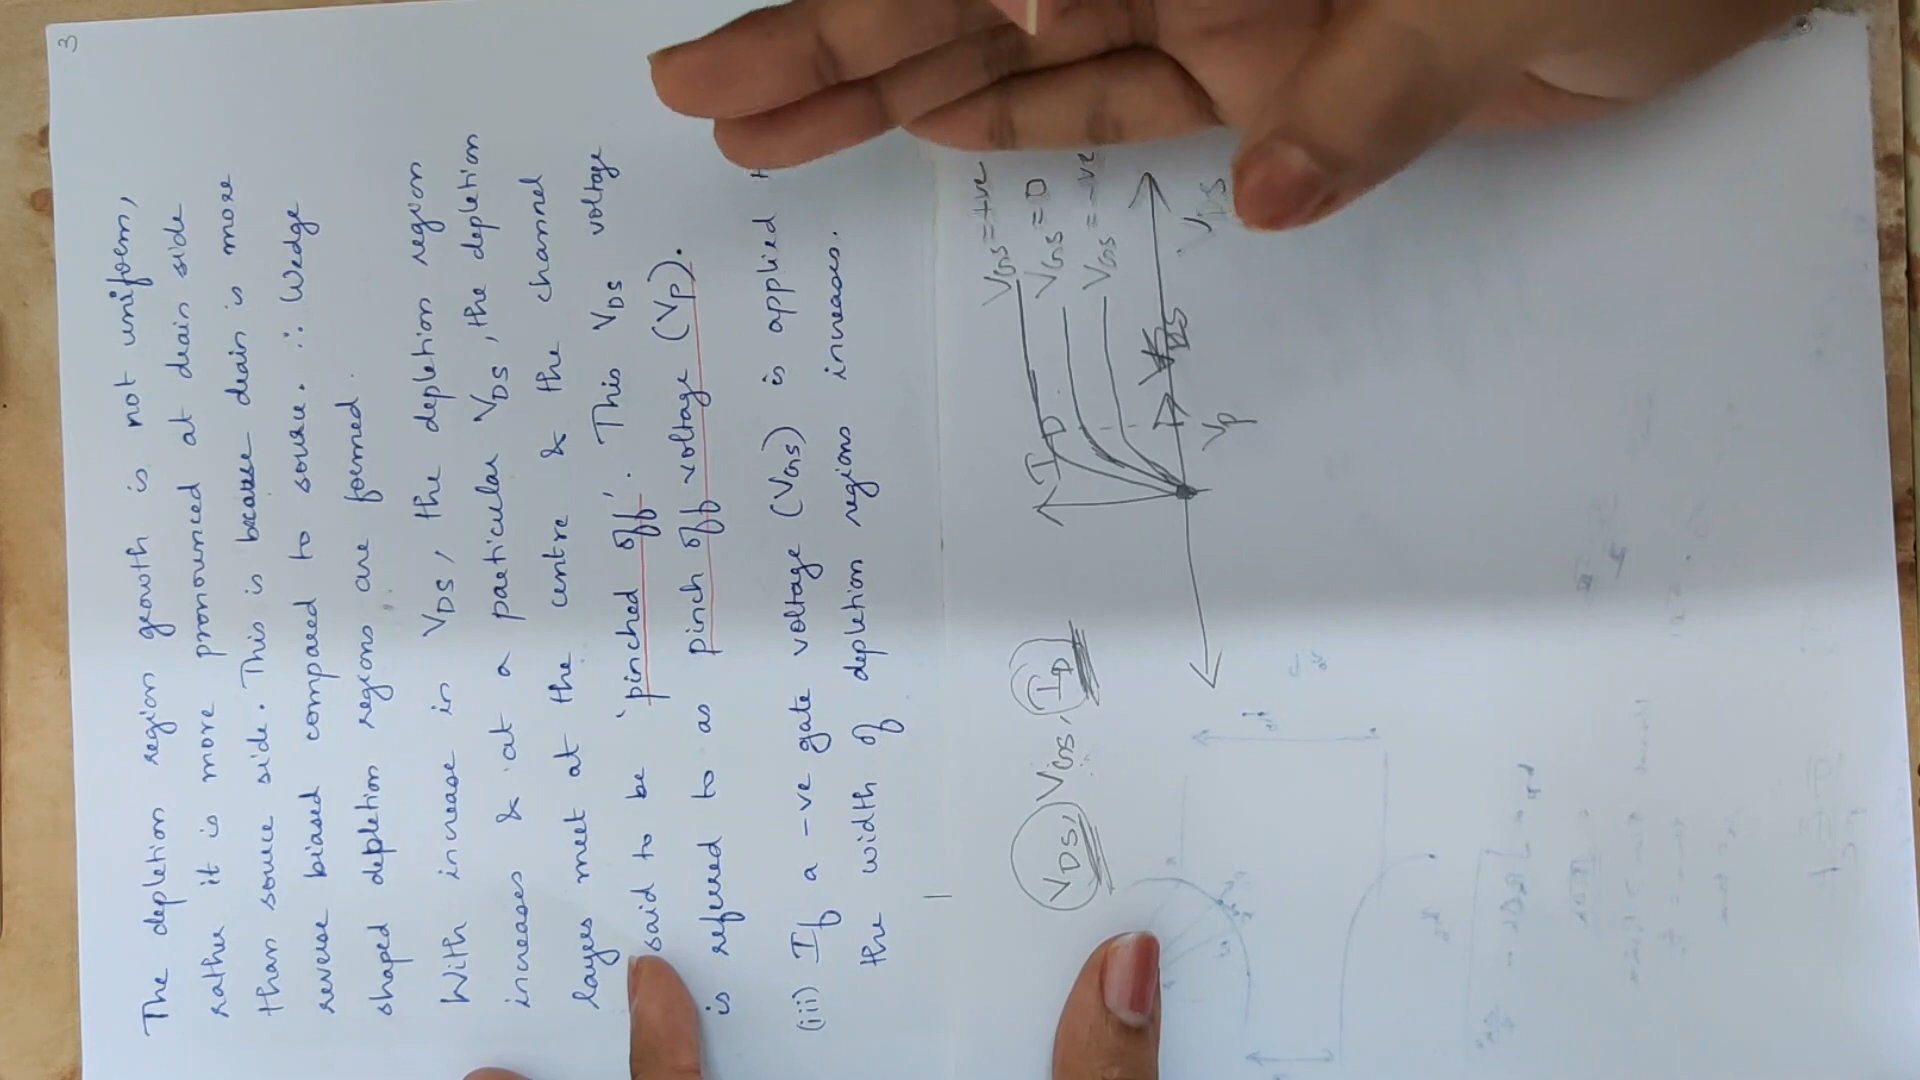 3
The depletion region growth is not uniform,
rather it is more pronounced at drain side
than source side. This is because drain is more
reverse biased compared to source. ∴ Wedge
shaped depletion regions are formed.
With increase in VDS, the depletion region
increases & at a particular VDS, the depletion
layers meet at the centre & the channel
said to be 'pinched off'. This VDS voltage
is referred to as pinch off voltage (Vp).
(iii) If a -ve gate voltage (VGS) is applied
the width of depletion regions increases.
VDS, VGS, ID
ID
VGS=+ve
VGS=0
VGS=-ve
VDS
Vp